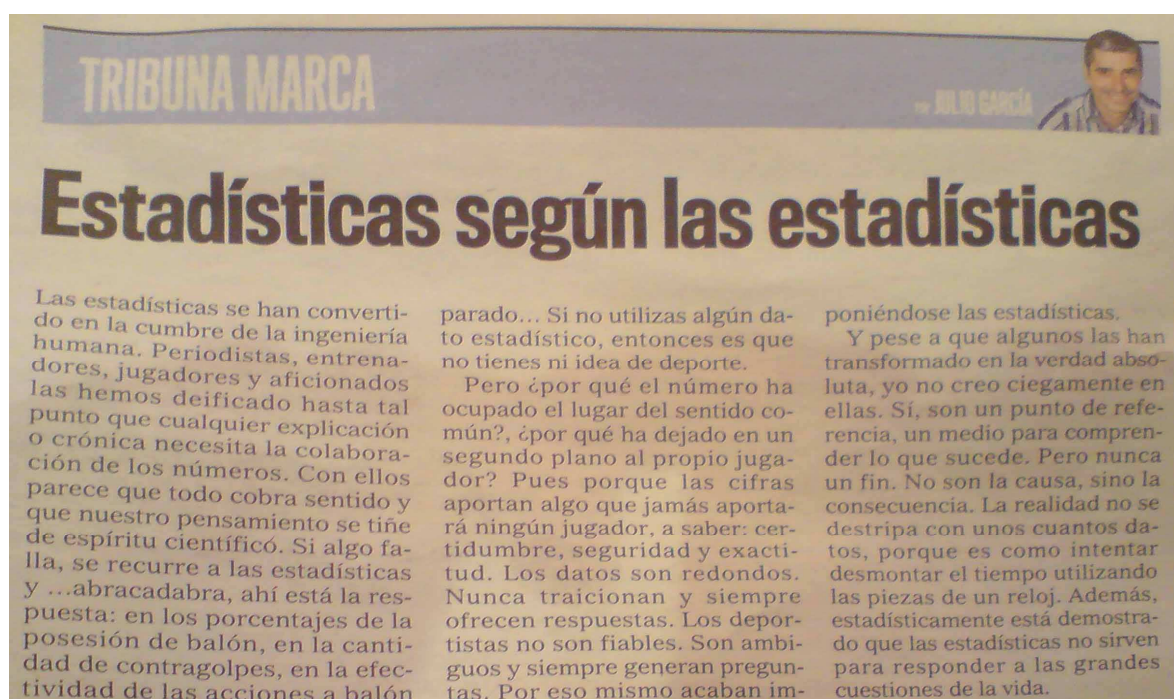 TRIBUNA MARCA
POR JULIO GARCÍA
Estadísticas según las estadísticas
Las estadísticas se han converti-
do en la cumbre de la ingeniería
humana. Periodistas, entrena-
dores, jugadores y aficionados
las hemos deificado hasta tal
punto que cualquier explicación
o crónica necesita la colabora-
ción de los números. Con ellos
parece que todo cobra sentido y
que nuestro pensamiento se tiñe
de espíritu científicó. Si algo fa-
lla, se recurre a las estadísticas
y ...abracadabra, ahí está la res-
puesta: en los porcentajes de la
posesión de balón, en la canti-
dad de contragolpes, en la efec-
tividad de las acciones a balón
parado... Si no utilizas algún da-
to estadístico, entonces es que
no tienes ni idea de deporte.
Pero ¿por qué el número ha
ocupado el lugar del sentido co-
mún?, ¿por qué ha dejado en un
segundo plano al propio juga-
dor? Pues porque las cifras
aportan algo que jamás aporta-
rá ningún jugador, a saber: cer-
tidumbre, seguridad y exacti-
tud. Los datos son redondos.
Nunca traicionan y siempre
ofrecen respuestas. Los depor-
tistas no son fiables. Son ambi-
guos y siempre generan pregun-
tas. Por eso mismo acaban im-
poniéndose las estadísticas.
Y pese a que algunos las han
transformado en la verdad abso-
luta, yo no creo ciegamente en
ellas. Sí, son un punto de refe-
rencia, un medio para compren-
der lo que sucede. Pero nunca
un fin. No son la causa, sino la
consecuencia. La realidad no se
destripa con unos cuantos da-
tos, porque es como intentar
desmontar el tiempo utilizando
las piezas de un reloj. Además,
estadísticamente está demostra-
do que las estadísticas no sirven
para responder a las grandes
cuestiones de la vida.